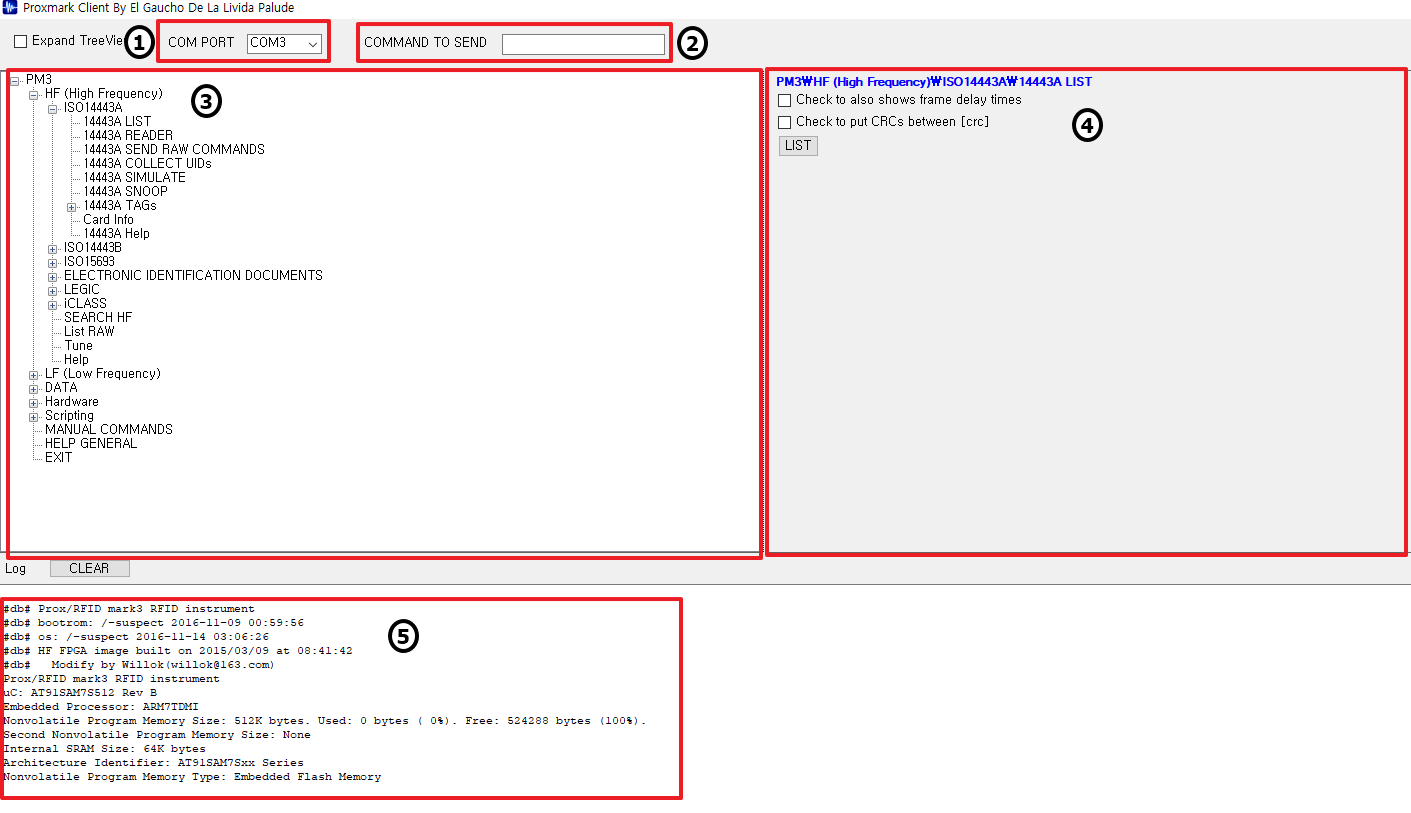 Proxmark Client By El Gaucho De La Livida Palude
Expand TreeVie
1
COM PORT
COM3
COMMAND TO SEND
2
PM3
HF (High Frequency)
ISO14443A
14443A LIST
14443A READER
14443A SEND RAW COMMANDS
14443A COLLECT UIDs
14443A SIMULATE
14443A SNOOP
14443A TAGs
Card Info
14443A Help
ISO14443B
ISO15693
ELECTRONIC IDENTIFICATION DOCUMENTS
LEGIC
iCLASS
SEARCH HF
List RAW
Tune
Help
LF (Low Frequency)
DATA
Hardware
Scripting
MANUAL COMMANDS
HELP GENERAL
EXIT
3
PM3₩HF (High Frequency)₩ISO14443A₩14443A LIST
Check to also shows frame delay times
Check to put CRCs between [crc]
LIST
4
Log
CLEAR
#db# Prox/RFID mark3 RFID instrument
#db# bootrom: /-suspect 2016-11-09 00:59:56
#db# os: /-suspect 2016-11-14 03:06:26
#db# HF FPGA image built on 2015/03/09 at 08:41:42
#db#   Modify by Willok(willok@163.com)
Prox/RFID mark3 RFID instrument
uC: AT91SAM7S512 Rev B
Embedded Processor: ARM7TDMI
Nonvolatile Program Memory Size: 512K bytes. Used: 0 bytes ( 0%). Free: 524288 bytes (100%).
Second Nonvolatile Program Memory Size: None
Internal SRAM Size: 64K bytes
Architecture Identifier: AT91SAM7Sxx Series
Nonvolatile Program Memory Type: Embedded Flash Memory
5